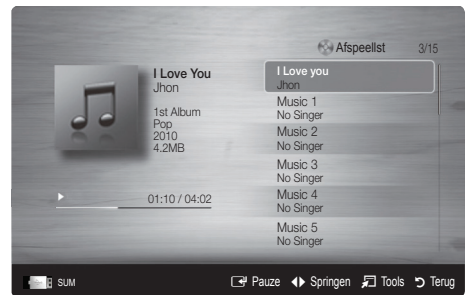 Afspeellst 3/15
I Love You
Jhon
1st Album
Pop
2010
4.2MB
01:10 / 04:02
I Love you
Jhon
Music 1
No Singer
Music 2
No Singer
Music 3
No Singer
Music 4
No Singer
Music 5
No Singer
SUM Pauze Springen Tools Terug